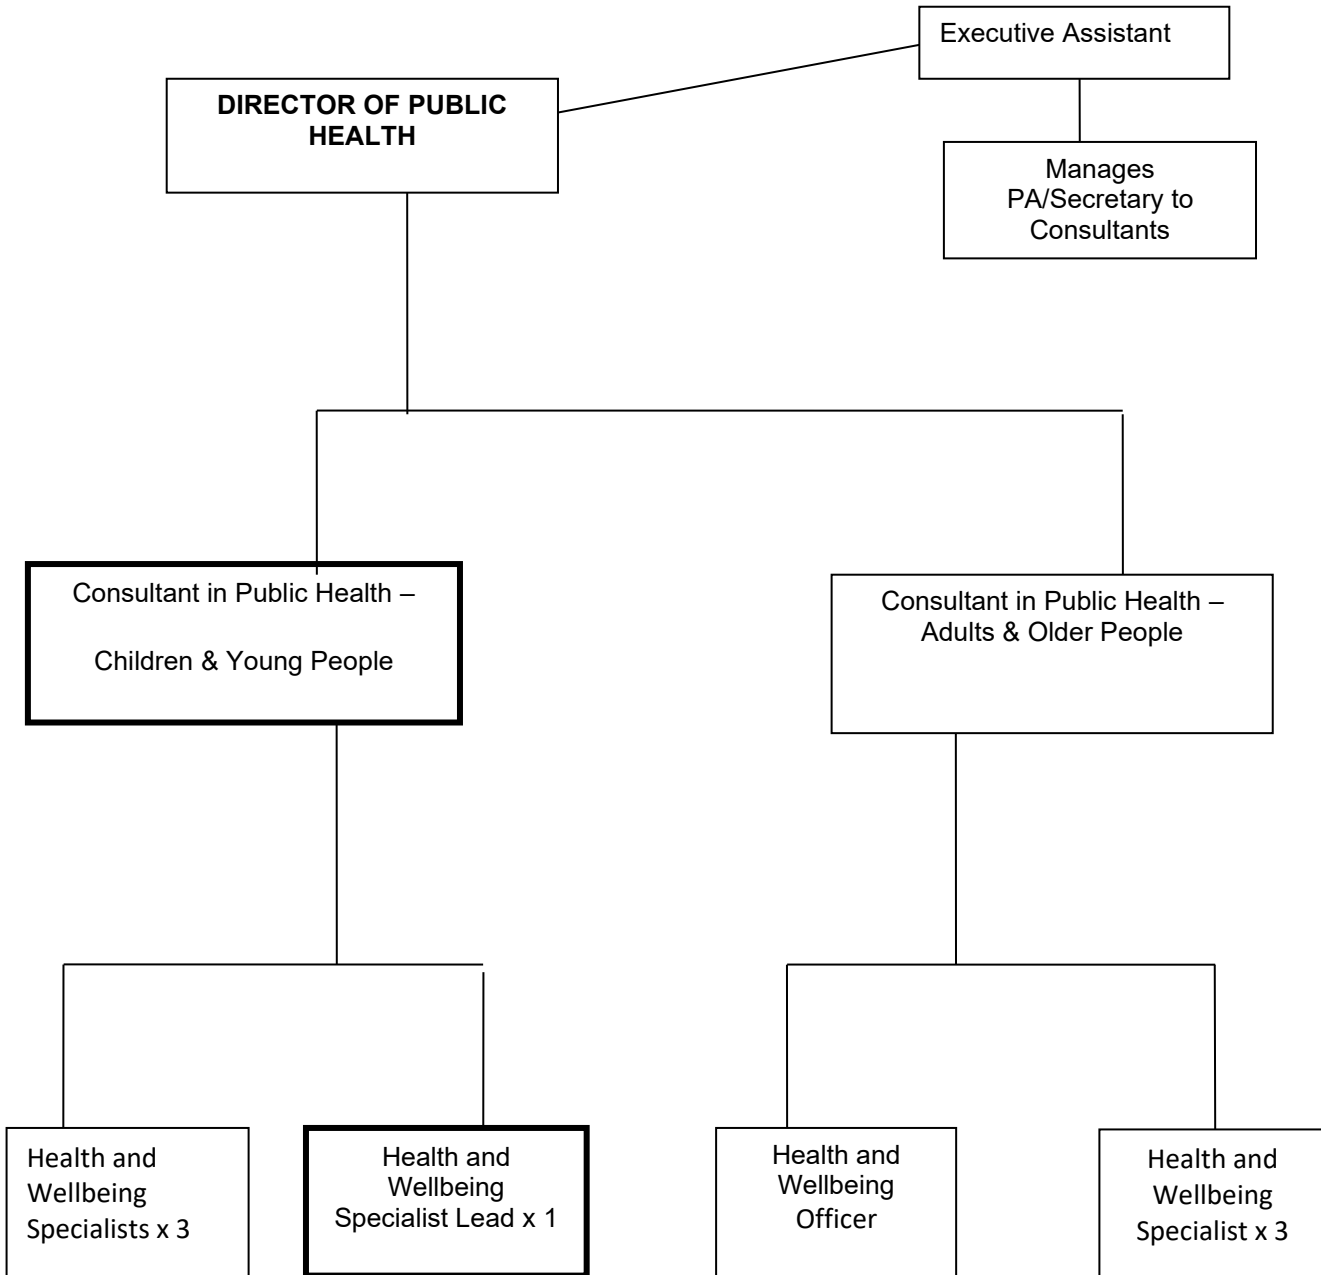 Executive Assistant
DIRECTOR OF PUBLIC
HEALTH
Manages
PA/Secretary to
Consultants
Consultant in Public Health –
Children & Young People
Consultant in Public Health –
Adults & Older People
Health and
Wellbeing
Specialists x 3
Health and
Wellbeing
Specialist Lead x 1
Health and
Wellbeing
Officer
Health and
Wellbeing
Specialist x 3